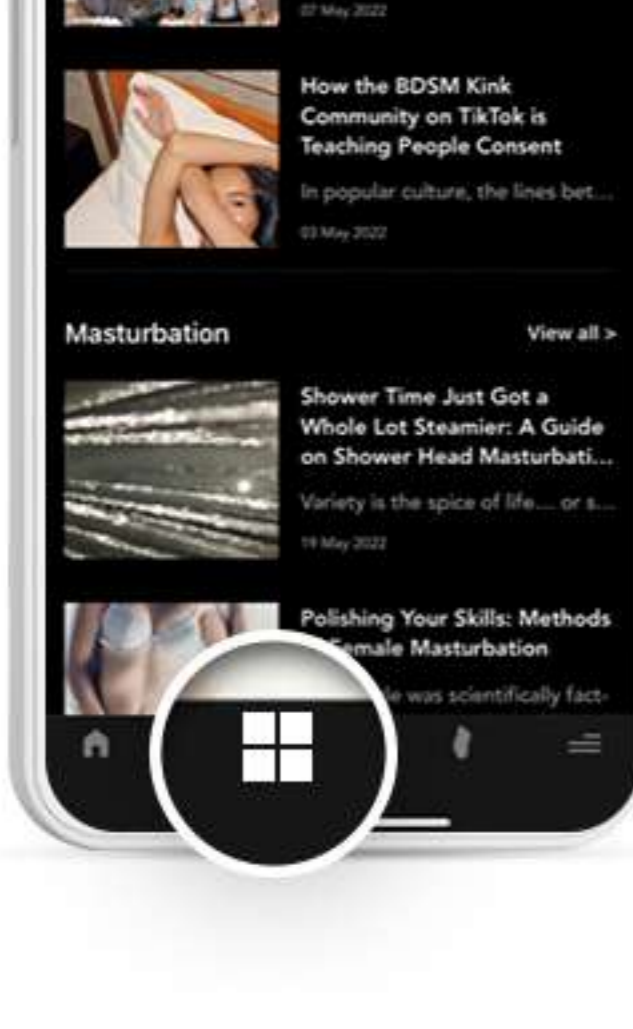 07 May 2022
How the BDSM Kink
Community on TikTok is
Teaching People Consent
In popular culture, the lines bet...
03 May 2022
Masturbation
View all >
Shower Time Just Got a
Whole Lot Steamier: A Guide
on Shower Head Masturbati...
Variety is the spice of life.... or s...
19 May 2022
Polishing Your Skills: Methods
Female Masturbation
was scientifically fact-